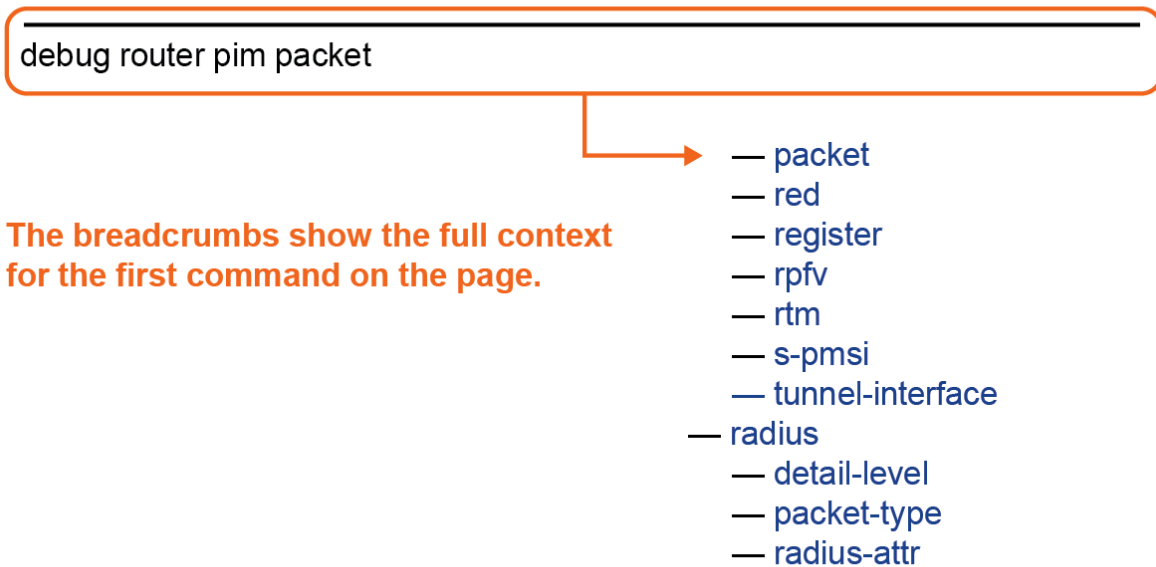 debug router pim packet
— packet
— red
— register
The breadcrumbs show the full context
for the first command on the page.
— rpfv
— rtm
— s-pmsi
— tunnel-interface
— radius
— detail-level
— packet-type
— radius-attr